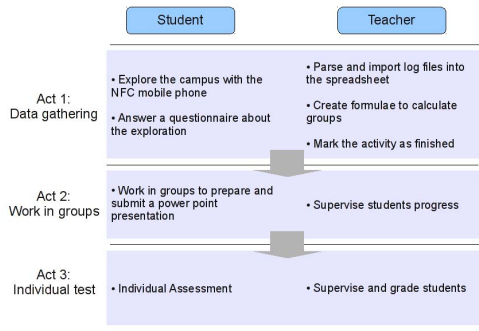 Student
Teacher
Act 1:
Data gathering
• Explore the campus with the
NFC mobile phone
• Answer a questionnaire about
the exploration
• Parse and import log files into
the spreadsheet
• Create formulae to calculate
groups
• Mark the activity as finished
Act 2:
Work in groups
• Work in groups to prepare and
submit a power point
presentation
• Supervise students progress
Act 3:
Individual test
• Individual Assessment
• Supervise and grade students